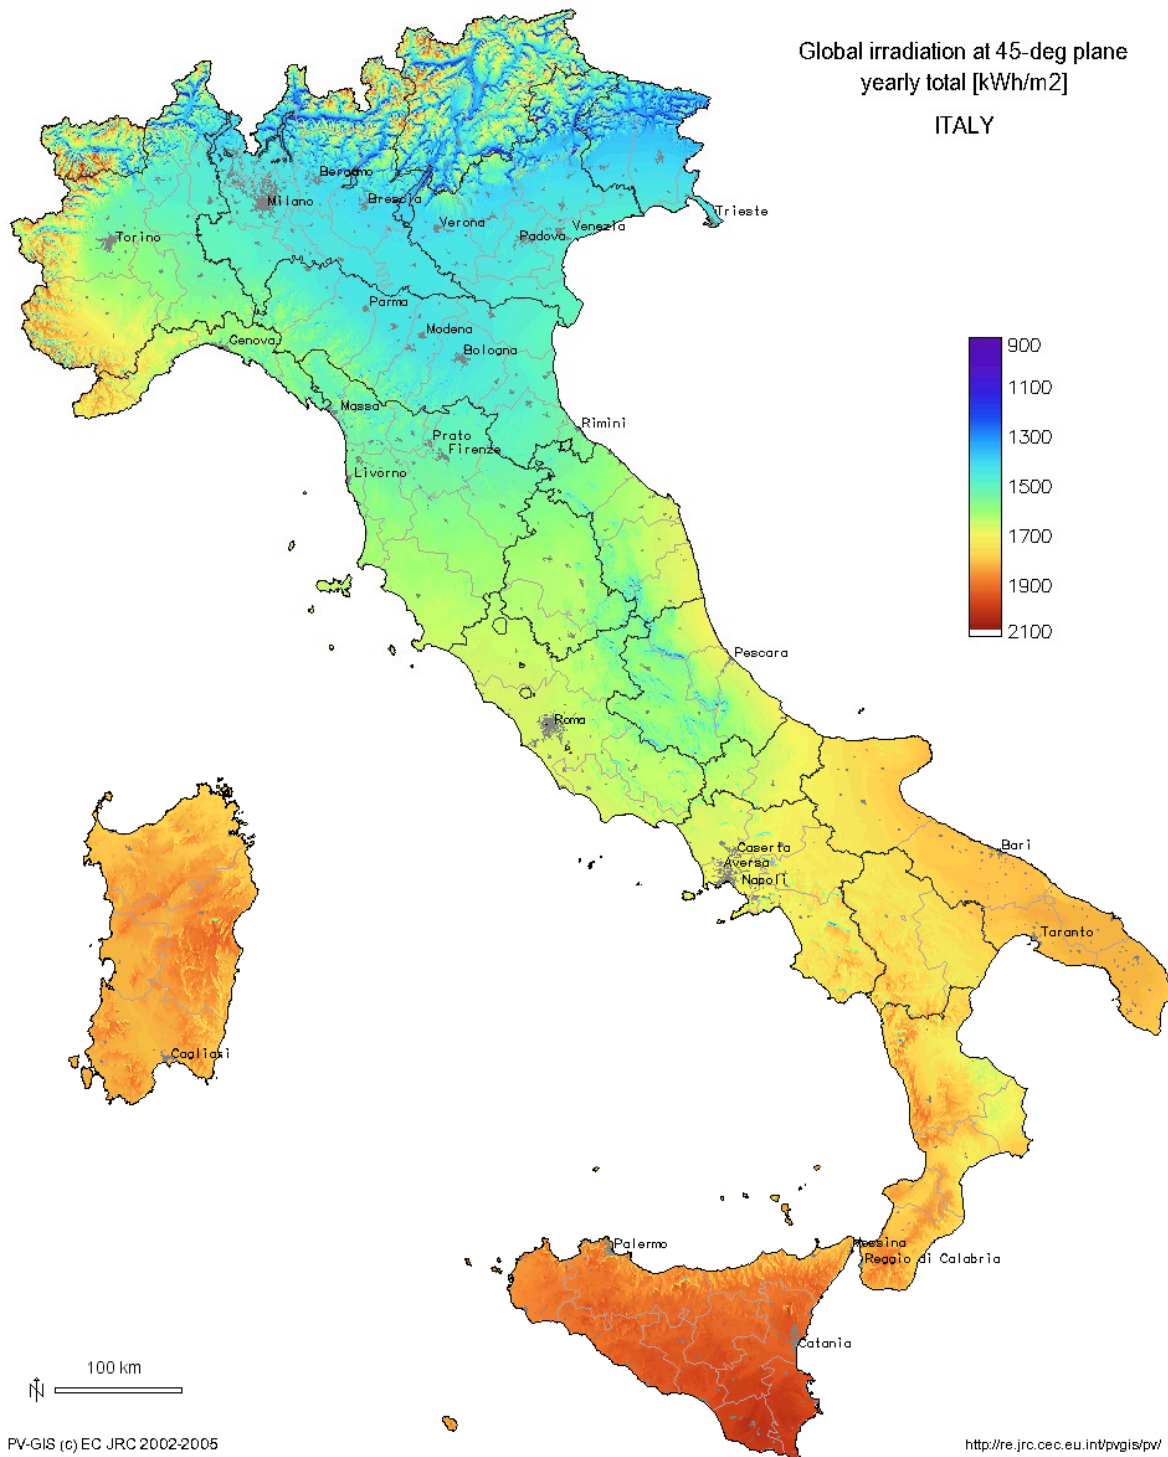 Global irradiation at 45-deg plane
yearly total [kWh/m2]
ITALY
Bergamo
Milano
Brescia
Verona
Padova
Venezia
Trieste
Torino
Parma
Modena
Genova
Bologna
Massa
Rimini
Prato
Firenze
Livorno
900
1100
1300
1500
1700
1900
2100
Pescara
Roma
Caserta
Aversa
Napoli
Bari
Taranto
Cagliari
Palermo
Messina
Reggio di Calabria
Catania
100 km
N
PV-GIS (c) EC JRC 2002-2005
http://re.jrc.cec.eu.int/pvgis/pv/